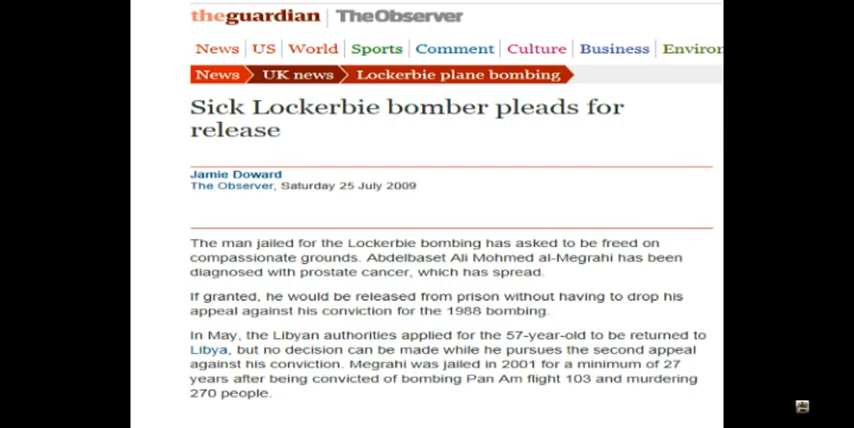 theguardian | TheObserver
News | US | World | Sports | Comment | Culture | Business | Environ
News UK news Lockerbie plane bombing
Sick Lockerbie bomber pleads for
release
Jamie Doward
The Observer, Saturday 25 July 2009
The man jailed for the Lockerbie bombing has asked to be freed on
compassionate grounds. Abdelbaset Ali Mohmed al-Megrahi has been
diagnosed with prostate cancer, which has spread.
If granted, he would be released from prison without having to drop his
appeal against his conviction for the 1988 bombing.
In May, the Libyan authorities applied for the 57-year-old to be returned to
Libya, but no decision can be made while he pursues the second appeal
against his conviction. Megrahi was jailed in 2001 for a minimum of 27
years after being convicted of bombing Pan Am flight 103 and murdering
270 people.